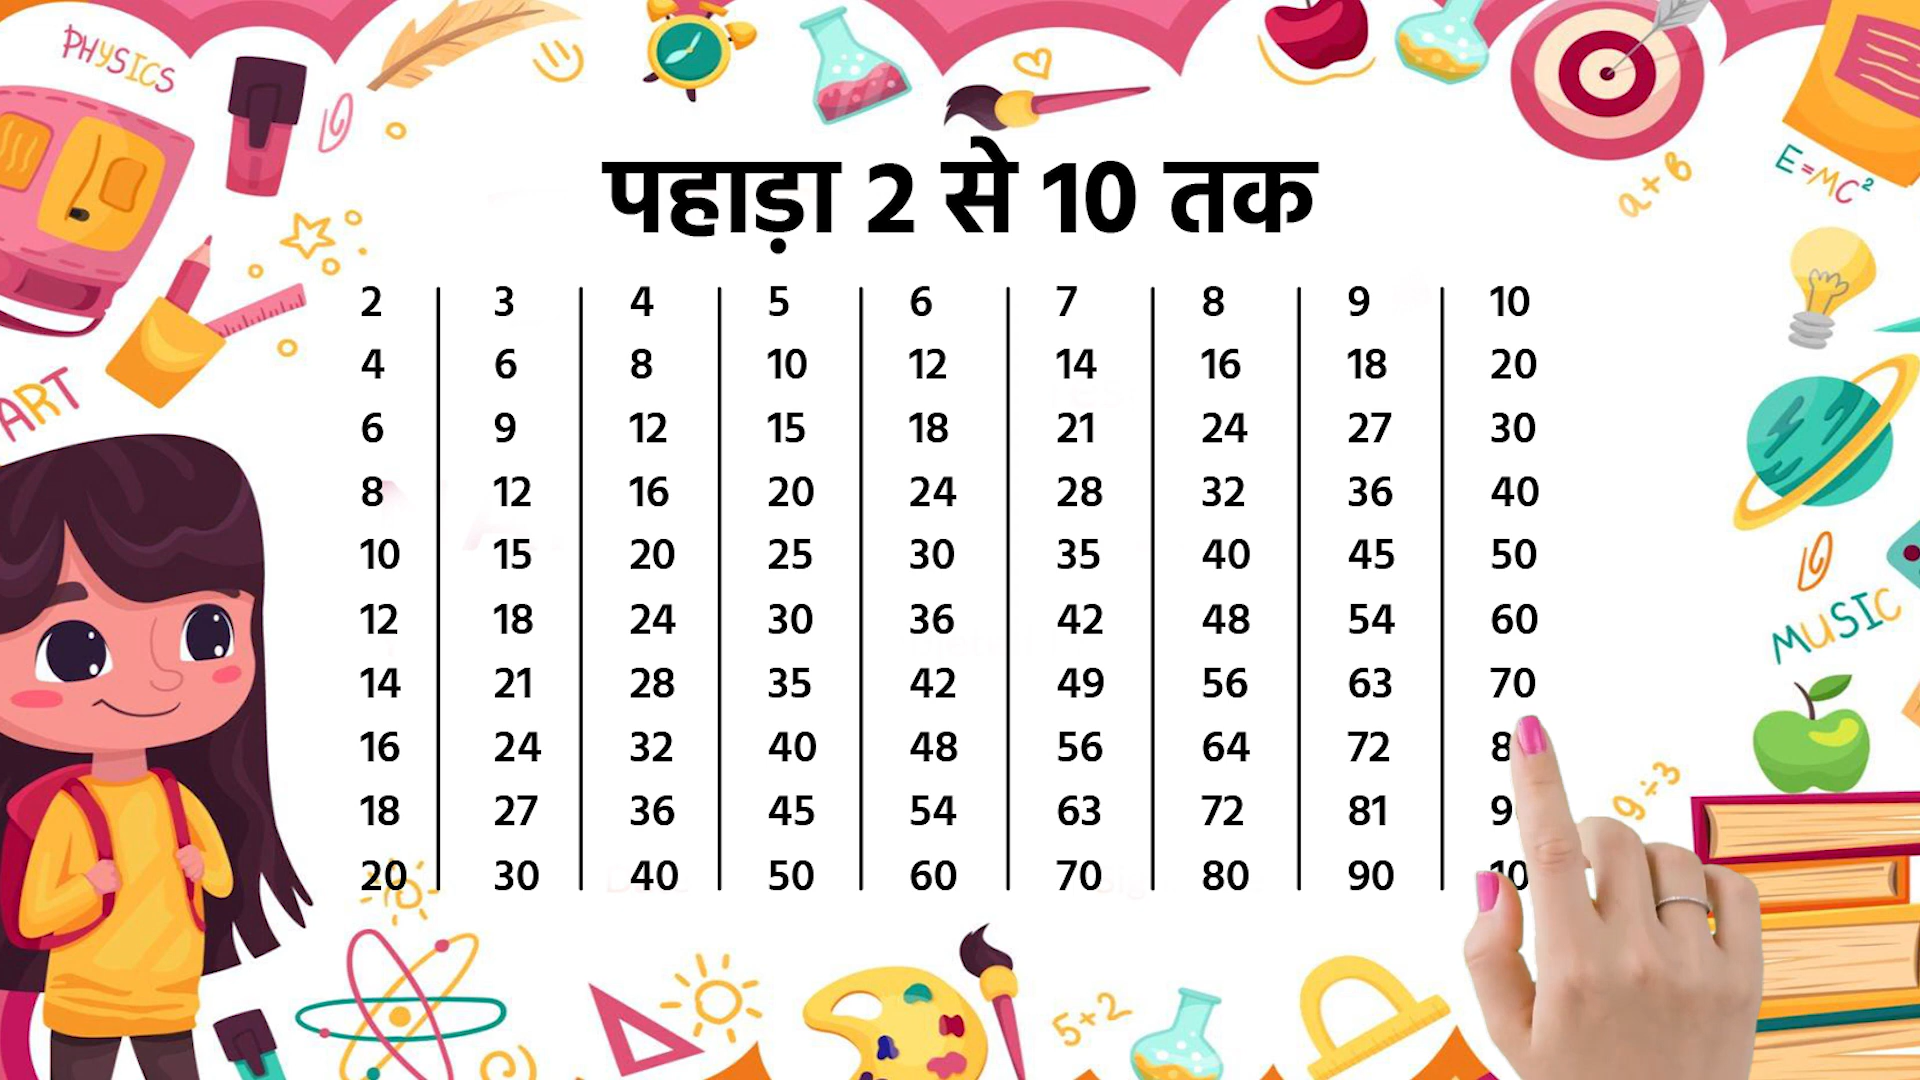 PHYSICS
पहाड़ा 2 से 10 तक
a+b
E=MC²
2 3 4 5 6 7 8 9 10
4 6 8 10 12 14 16 18 20
ART
6 9 12 15 18 21 24 27 30
8 12 16 20 24 28 32 36 40
10 15 20 25 30 35 40 45 50
12 18 24 30 36 42 48 54 60
MUSIC
14 21 28 35 42 49 56 63 70
16 24 32 40 48 56 64 72 8
9÷3
18 27 36 45 54 63 72 81 9
20 30 40 50 60 70 80 90 10
5+2